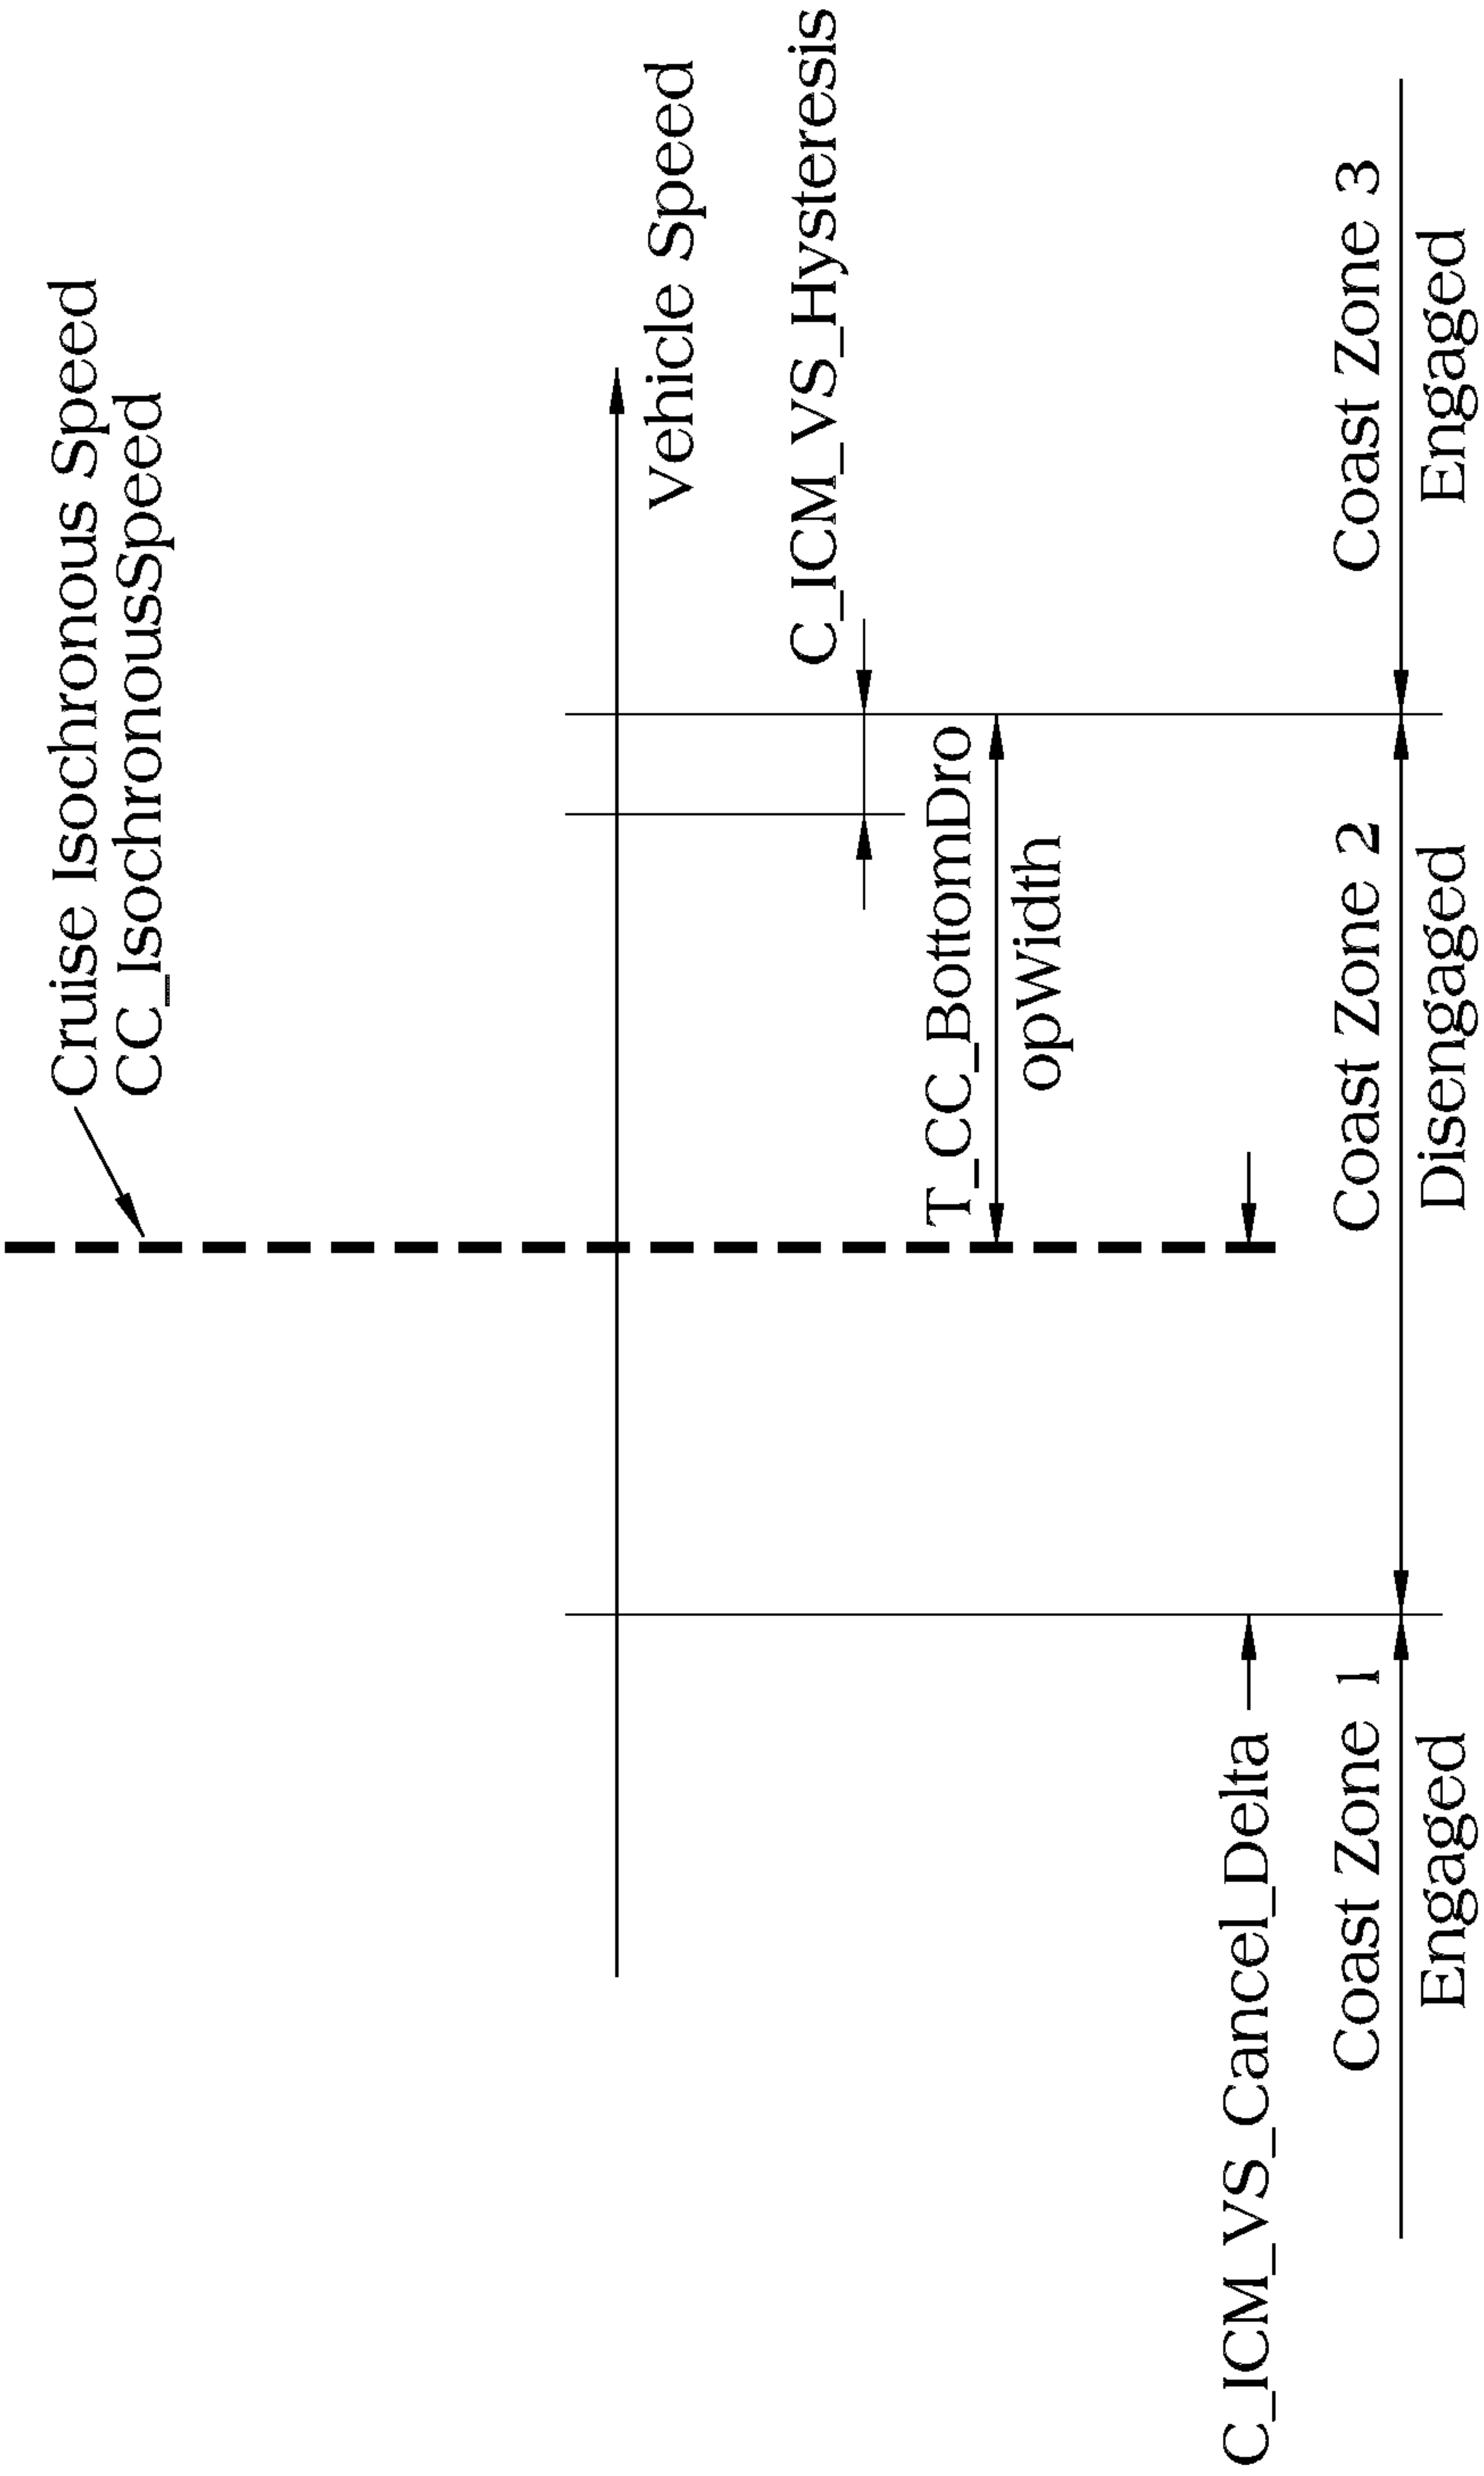 Cruise Isochronous Speed
CC_IsochronousSpeed
Vehicle Speed
C_ICM_VS_Hysteresis
T_CC_BottomDro
opWidth
C_ICM_VS_Cancel_Delta
Coast Zone 1
Engaged
Coast Zone 2
Disengaged
Coast Zone 3
Engaged